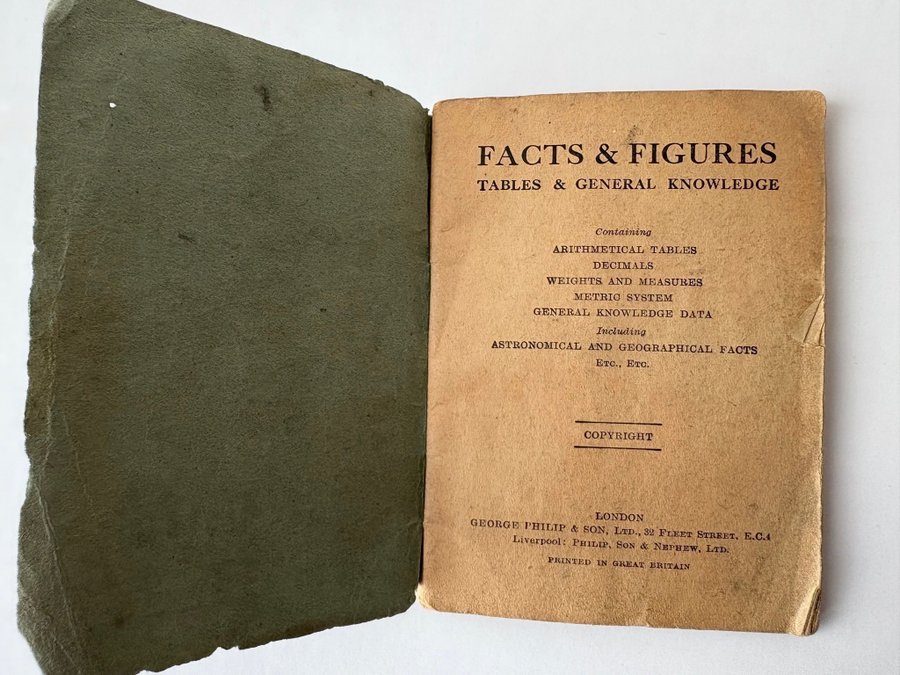 FACTS & FIGURES
TABLES & GENERAL KNOWLEDGE
Containing
ARITHMETICAL TABLES
DECIMALS
WEIGHTS AND MEASURES
METRIC SYSTEM
GENERAL KNOWLEDGE DATA
Including
ASTRONOMICAL AND GEOGRAPHICAL FACTS
ETC., ETC.
COPYRIGHT
LONDON
GEORGE PHILIP & SON, LTD., 32 FLEET STREET, E.C.4
Liverpool: PHILIP, SON & NEPHEW, LTD.
PRINTED IN GREAT BRITAIN